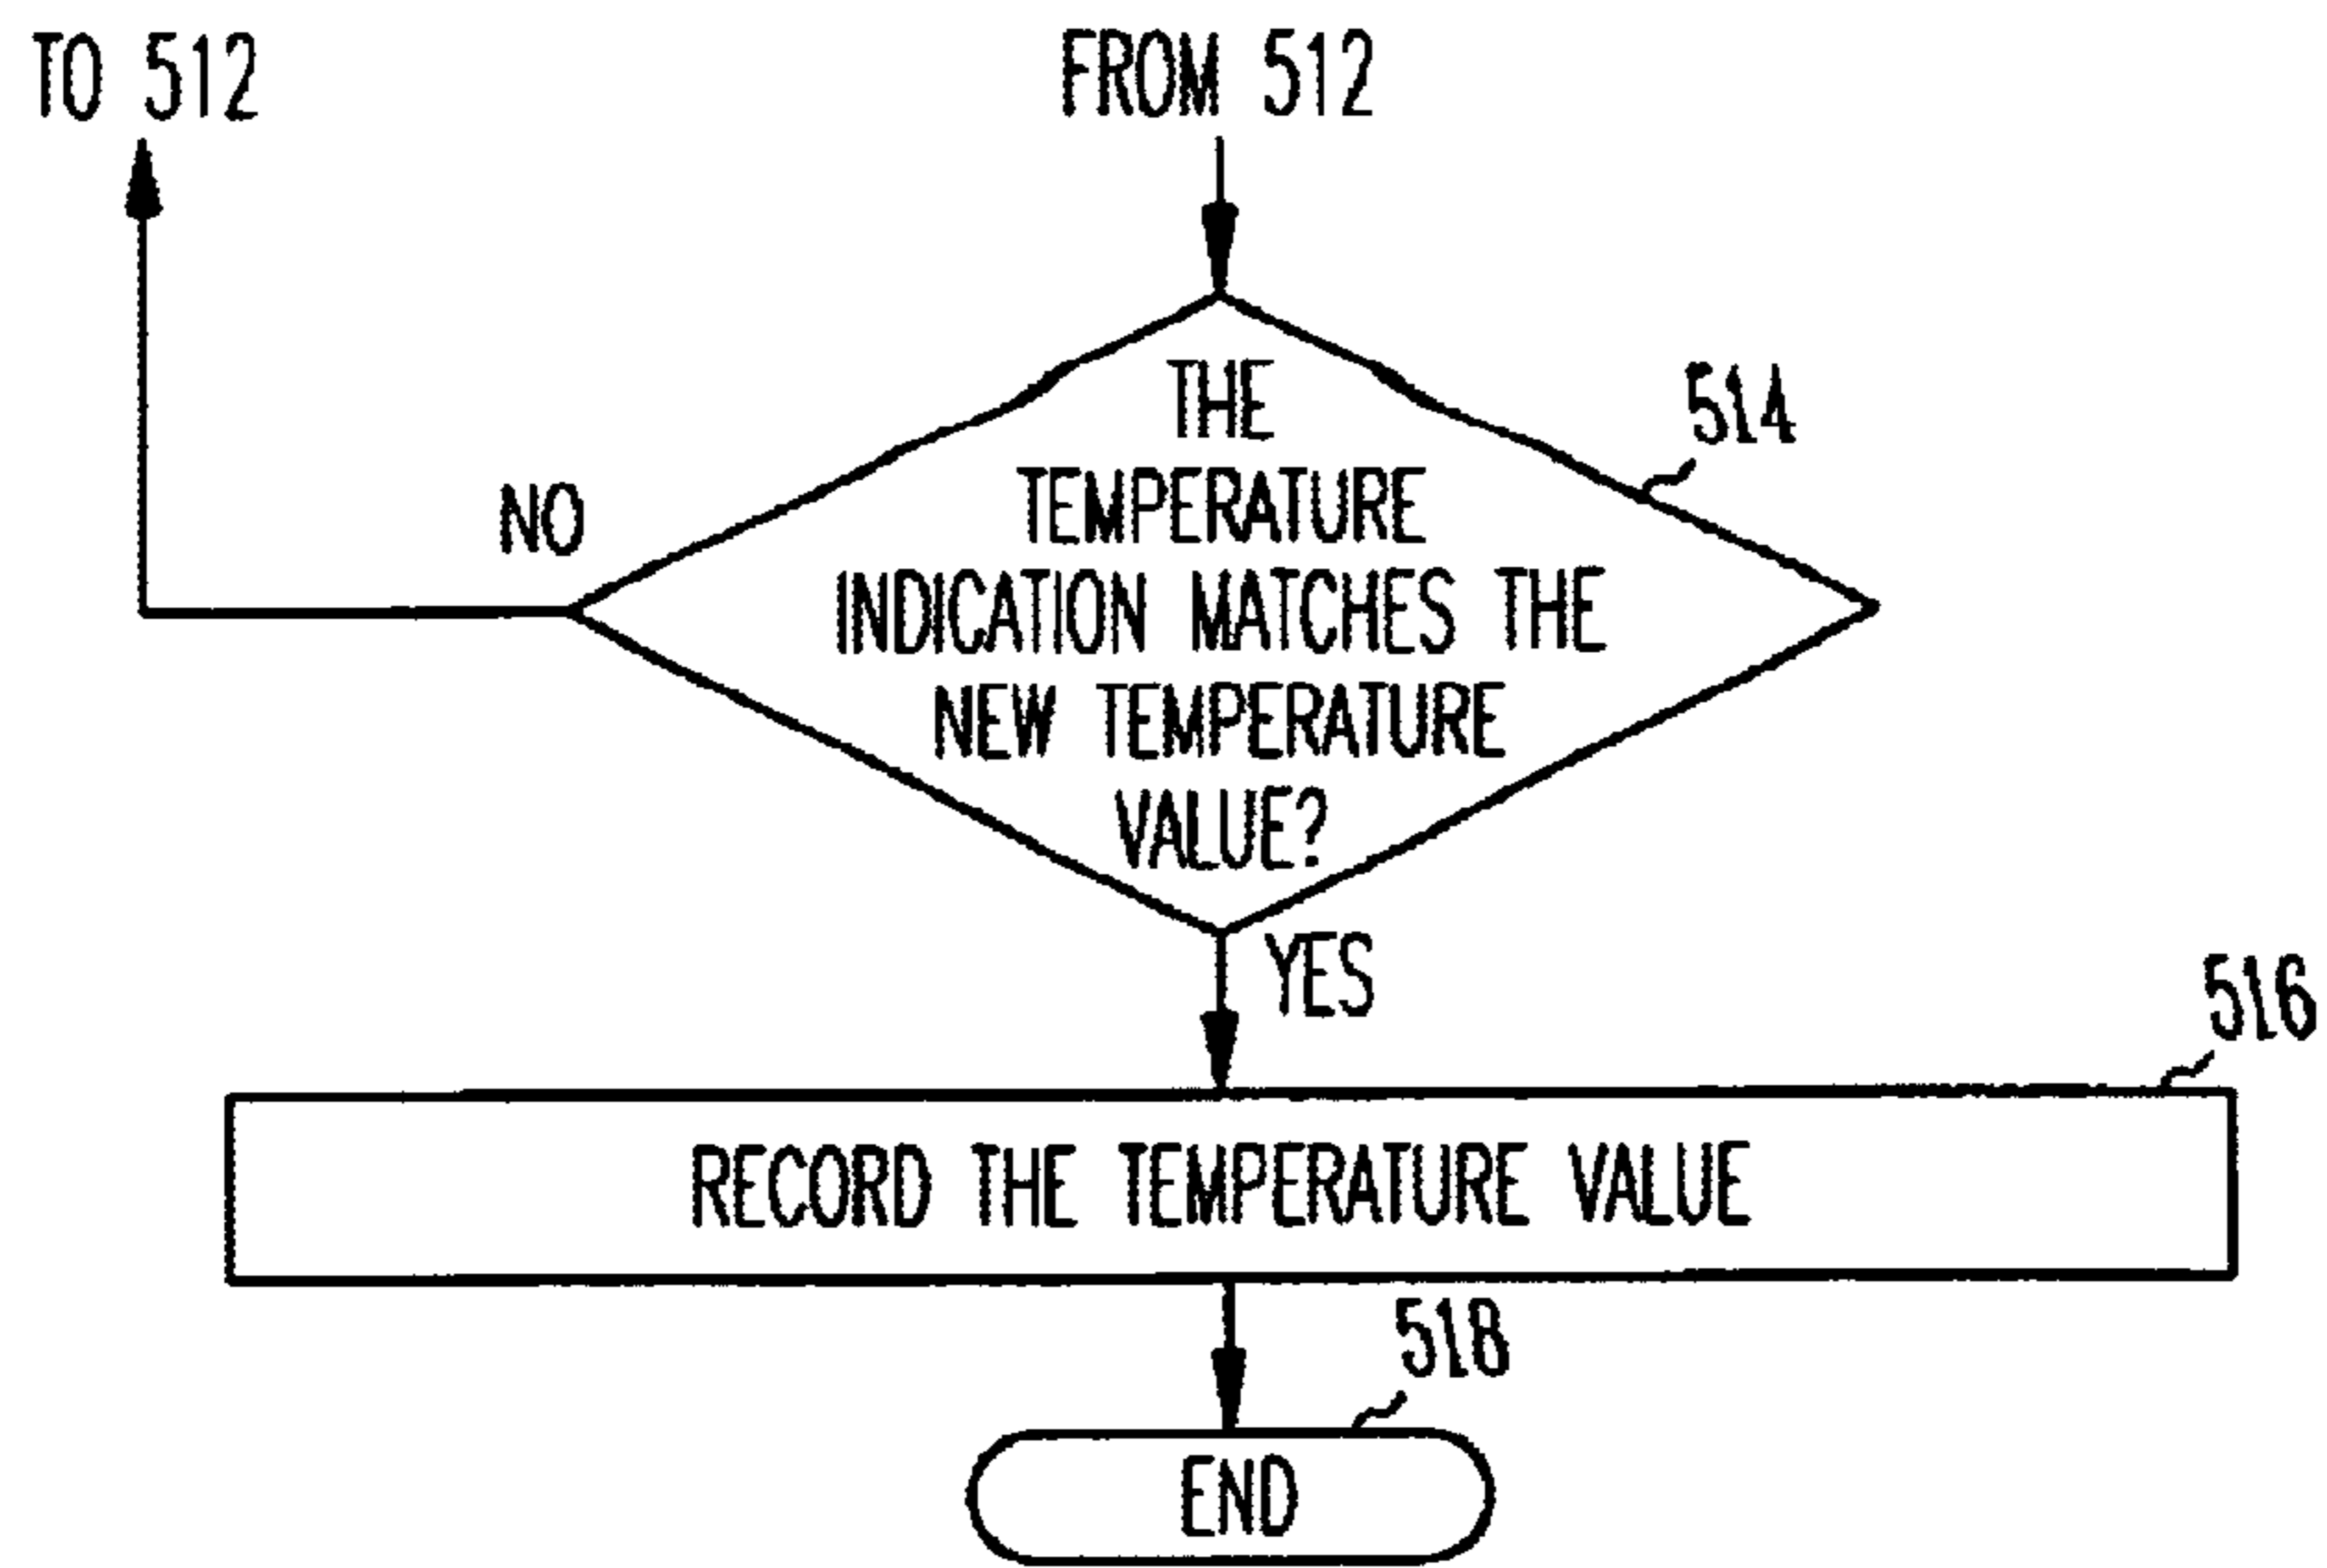 TO 512
FROM 512
514
THE
TEMPERATURE
INDICATION MATCHES THE
NEW TEMPERATURE
VALUE?
NO
YES
516
RECORD THE TEMPERATURE VALUE
518
END